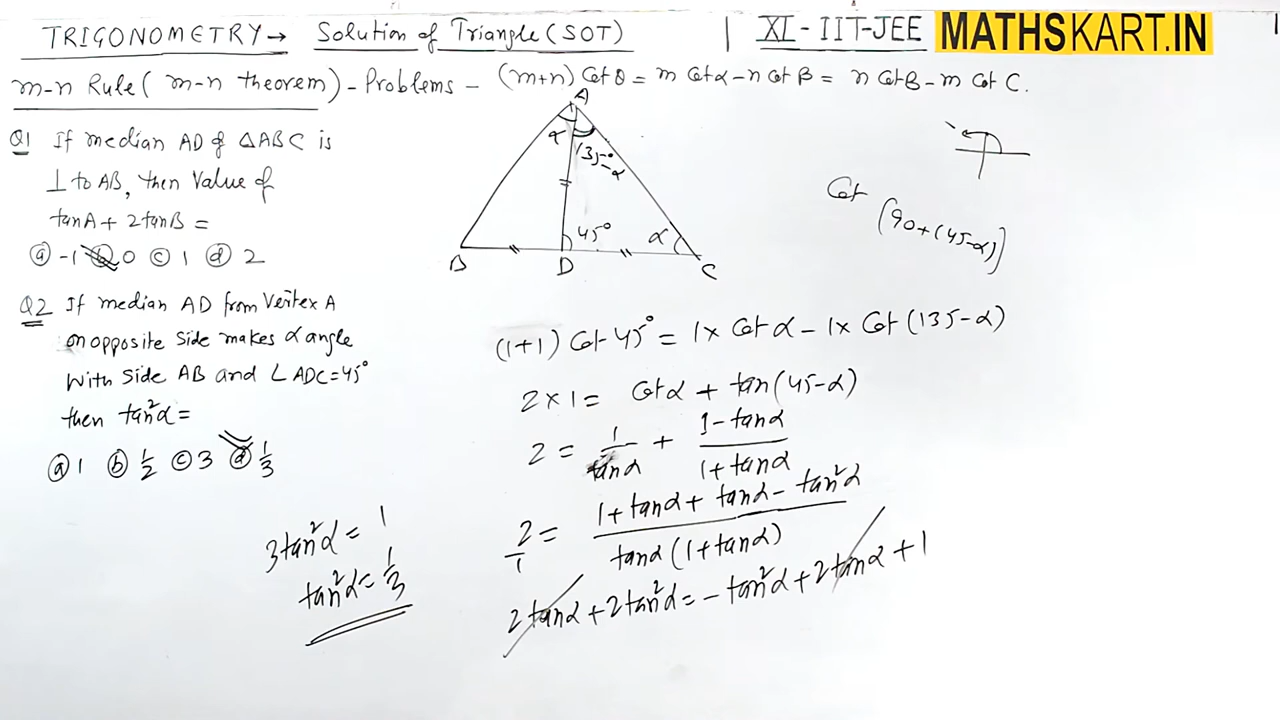 TRIGONOMETRY→ Solution of Triangle (SOT) | XI-IIT-JEE MATHSKART.IN
m-n Rule ( m-n theorem) - Problems - (m+n) Cot θ = m Cot α - n Cot β = n Cot B - m Cot C.
Q1 If median AD of △ABC is
⊥ to AB, then Value of
tanA + 2tanB =
ⓐ -1 ⓑ 0 ⓒ 1 ⓓ 2
Q2 If median AD from Vertex A
on opposite side makes α angle
with side AB and ∠ADC=45°
then tan²α =
ⓐ 1 ⓑ 1/2 ⓒ 3 ⓓ 1/3
3tan²α = 1
tan²α = 1/3
A
α
135°-α
45°
α
B
D
C
Cot (90+(45-α))
(1+1) Cot 45° = 1× Cot α - 1× Cot (135-α)
2×1 = Cot α + tan(45-α)
2 = 1/tanα + (1-tanα)/(1+tanα)
2/1 = (1+tanα + tanα - tan²α)/(tanα(1+tanα))
2tanα + 2tan²α = -tan²α + 2tanα + 1